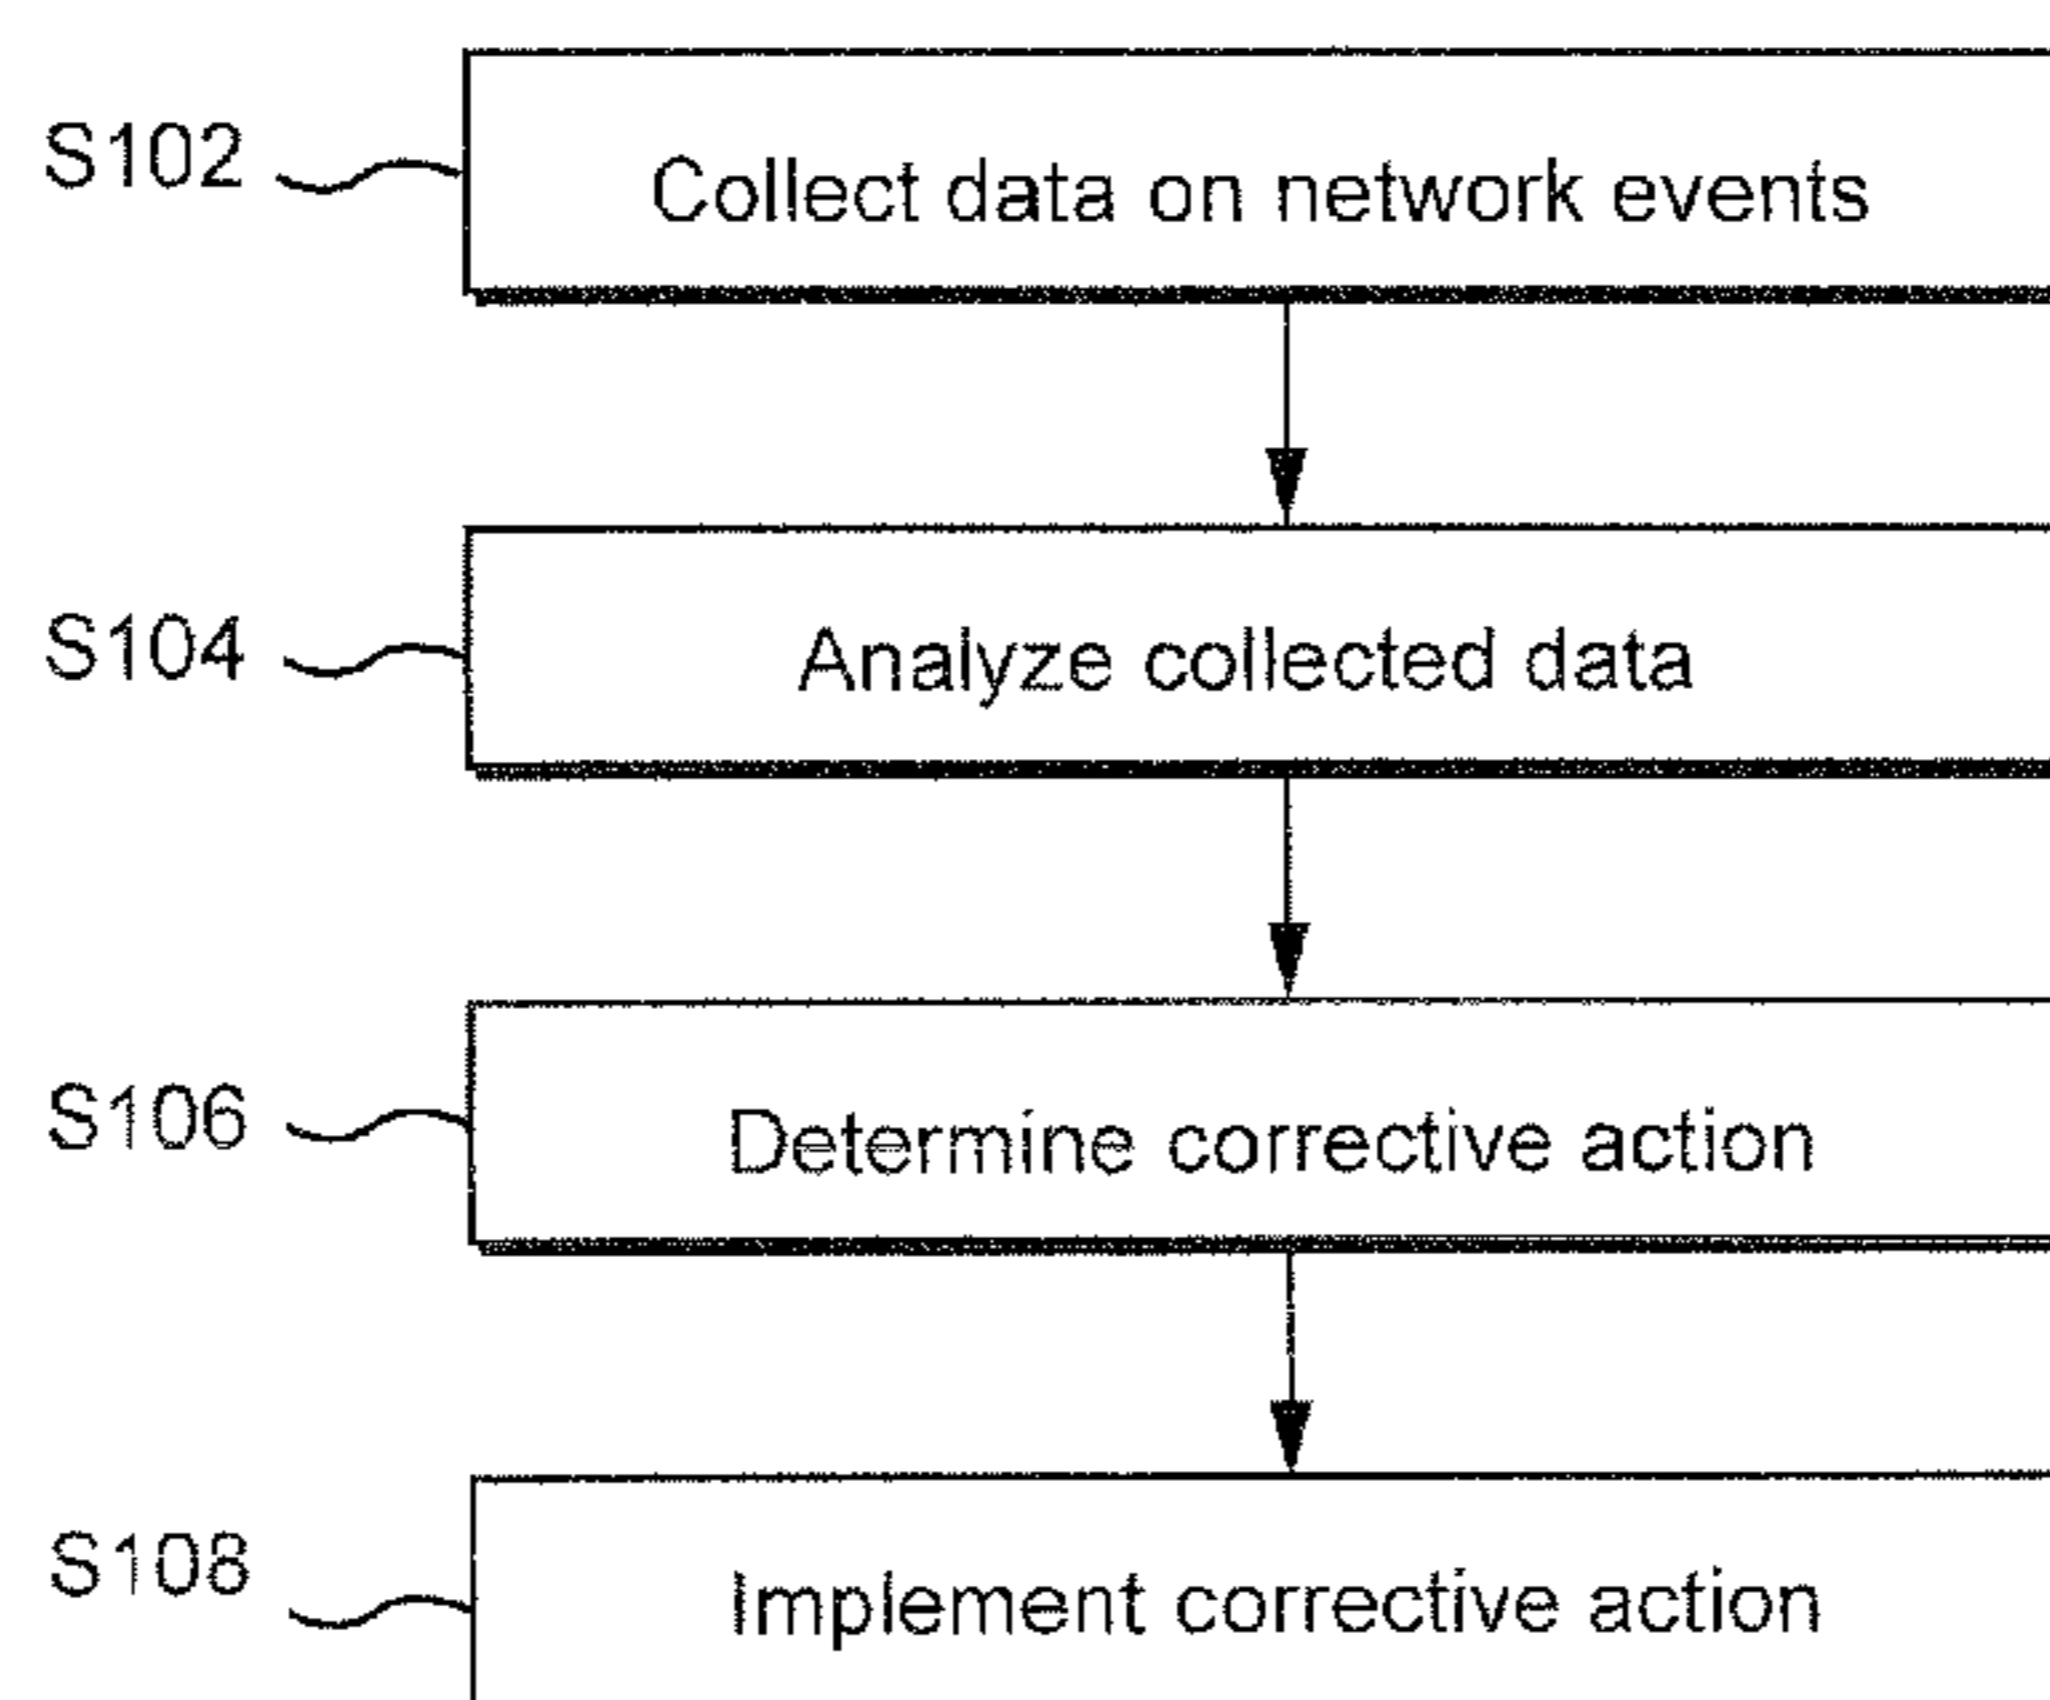 S102
Collect data on network events
S104
Analyze collected data
S106
Determine corrective action
S108
Implement corrective action